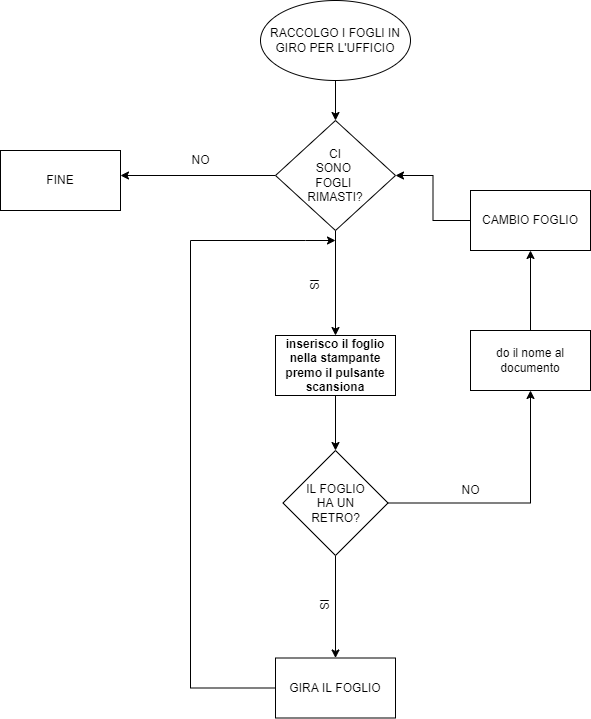 RACCOLGO I FOGLI IN
GIRO PER L'UFFICIO
CI
SONO
FOGLI
RIMASTI?
NO
FINE
CAMBIO FOGLIO
SI
inserisco il foglio
nella stampante
premo il pulsante
scansiona
do il nome al
documento
IL FOGLIO
HA UN
RETRO?
NO
SI
GIRA IL FOGLIO